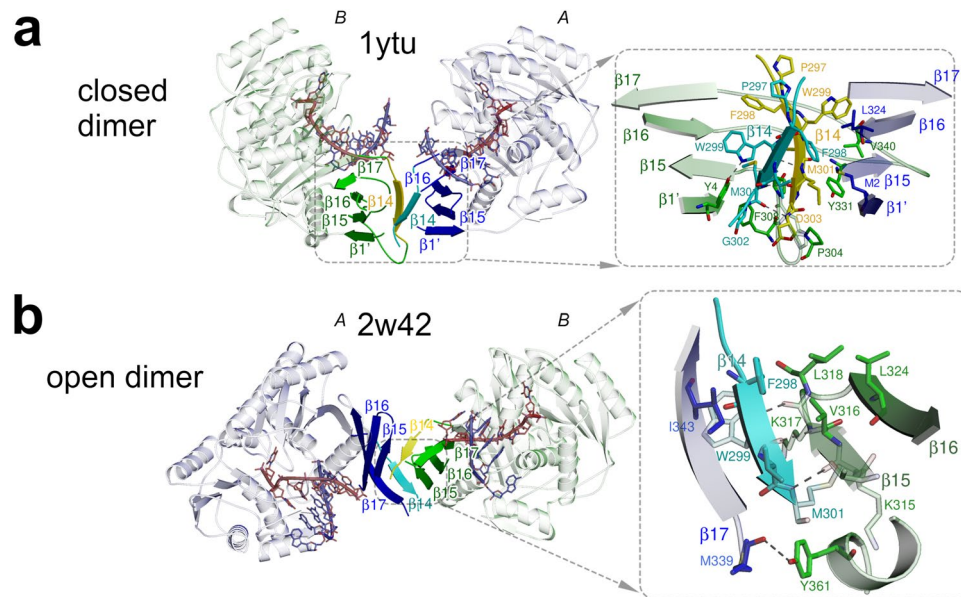 a
closed
dimer
B
1ytu
A
β17
β16
β15
β14
β1'
β17
β16
β15
β14
β1'
β17
β16
β15
β1'
P297
P297
W299
F298
β14
β14
L324
W299
F298
V340
M301
M301
M2
Y4
Y331
F303
D303
G302
P304
β17
β16
β15
β1'
b
open dimer
A
2w42
B
β16
β15
β14
β17
β16
β15
β17
β14
β14
F298
L318
L324
K317
V316
I343
W299
β16
β15
M301
K315
β17
M339
Y361